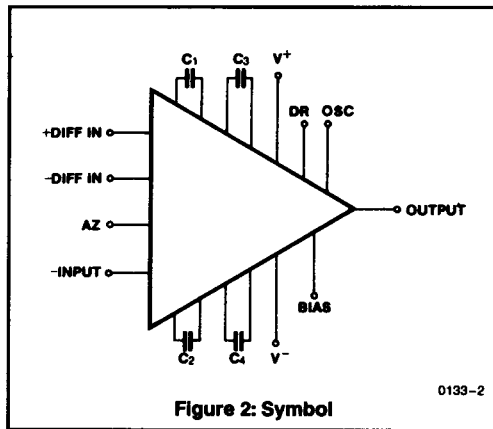 C1 C3 V+
DR OSC
+DIFF IN
-DIFF IN
AZ
OUTPUT
-INPUT
BIAS
C2 C4 V-
0133-2
Figure 2: Symbol